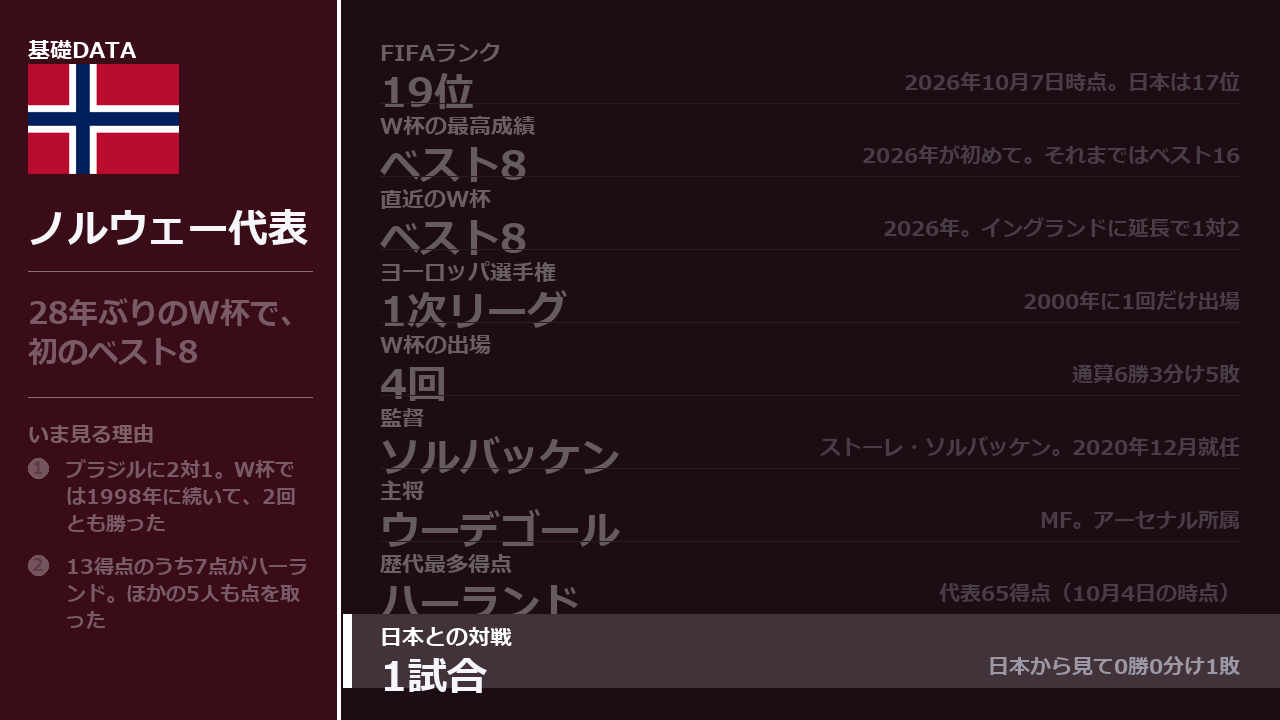 基礎DATA
ノルウェー代表
28年ぶりのW杯で、
初のベスト8
いま見る理由
1 ブラジルに2対1。W杯で
は1998年に続いて、2回
とも勝った
2 13得点のうち7点がハーラ
ンド。ほかの5人も点を取
った
FIFAランク
19位 2026年10月7日時点。日本は17位
W杯の最高成績
ベスト8 2026年が初めて。それまではベスト16
直近のW杯
ベスト8 2026年。イングランドに延長で1対2
ヨーロッパ選手権
1次リーグ 2000年に1回だけ出場
W杯の出場
4回 通算6勝3分け5敗
監督
ソルバッケン ストーレ・ソルバッケン。2020年12月就任
主将
ウーデゴール MF。アーセナル所属
歴代最多得点
ハーランド 代表65得点（10月4日の時点）
日本との対戦
1試合 日本から見て0勝0分け1敗